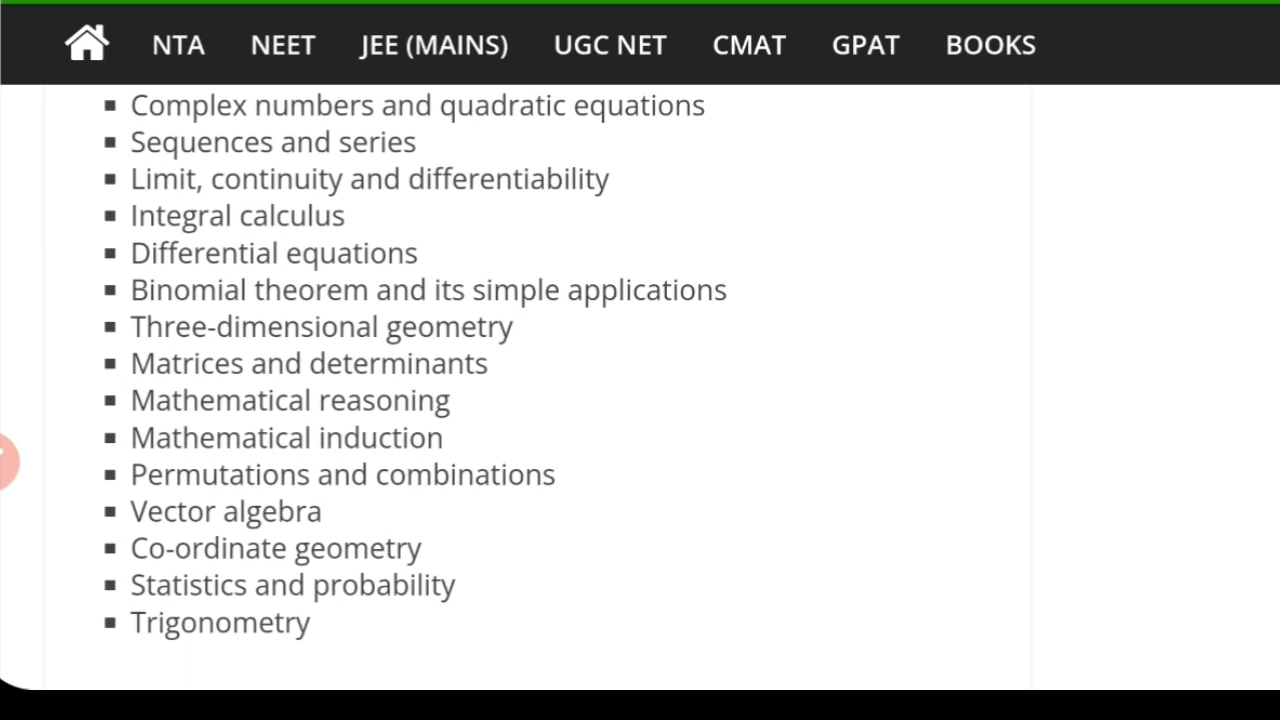 NTA NEET JEE (MAINS) UGC NET CMAT GPAT BOOKS
Complex numbers and quadratic equations
Sequences and series
Limit, continuity and differentiability
Integral calculus
Differential equations
Binomial theorem and its simple applications
Three-dimensional geometry
Matrices and determinants
Mathematical reasoning
Mathematical induction
Permutations and combinations
Vector algebra
Co-ordinate geometry
Statistics and probability
Trigonometry